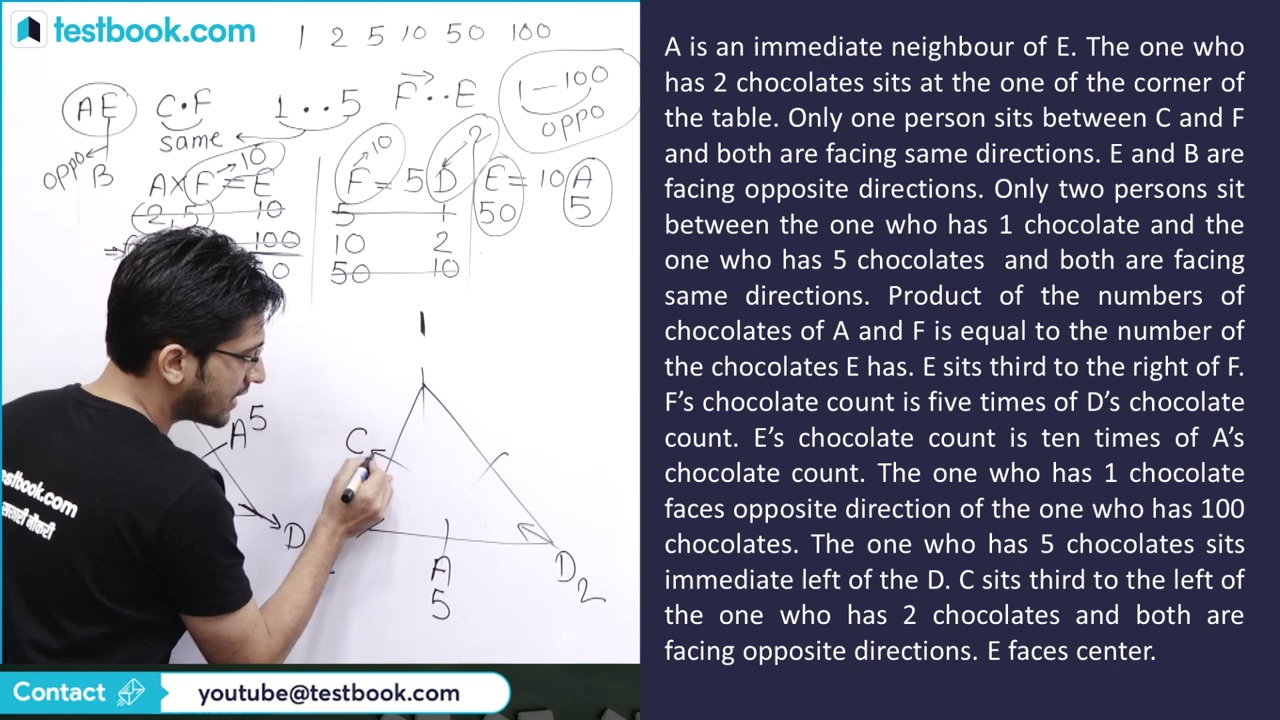 testbook.com
1 2 5 10 50 100
AE C•F 1 • • 5 F • • E 1 — 100
OPPO
same
10 10 2
OPPO B A X F = E F = 5 D E = 10 A
2, 5 10 5 1 50 5
100 10 2
50 10
1
A 5
C
D
A
5
D 2
testbook.com
Contact youtube@testbook.com
A is an immediate neighbour of E. The one who
has 2 chocolates sits at the one of the corner of
the table. Only one person sits between C and F
and both are facing same directions. E and B are
facing opposite directions. Only two persons sit
between the one who has 1 chocolate and the
one who has 5 chocolates and both are facing
same directions. Product of the numbers of
chocolates of A and F is equal to the number of
the chocolates E has. E sits third to the right of F.
F's chocolate count is five times of D's chocolate
count. E's chocolate count is ten times of A's
chocolate count. The one who has 1 chocolate
faces opposite direction of the one who has 100
chocolates. The one who has 5 chocolates sits
immediate left of the D. C sits third to the left of
the one who has 2 chocolates and both are
facing opposite directions. E faces center.